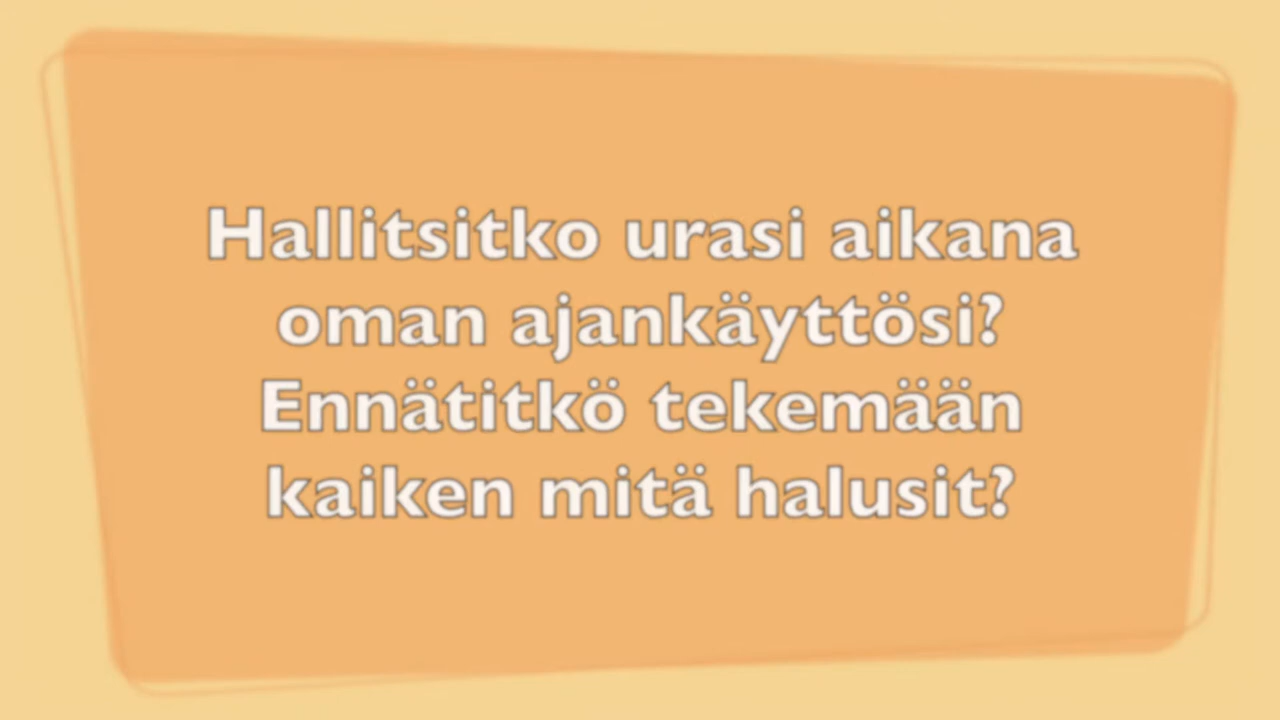 Hallitsitko urasi aikana
oman ajankäyttösi?
Ennätitkö tekemään
kaiken mitä halusit?